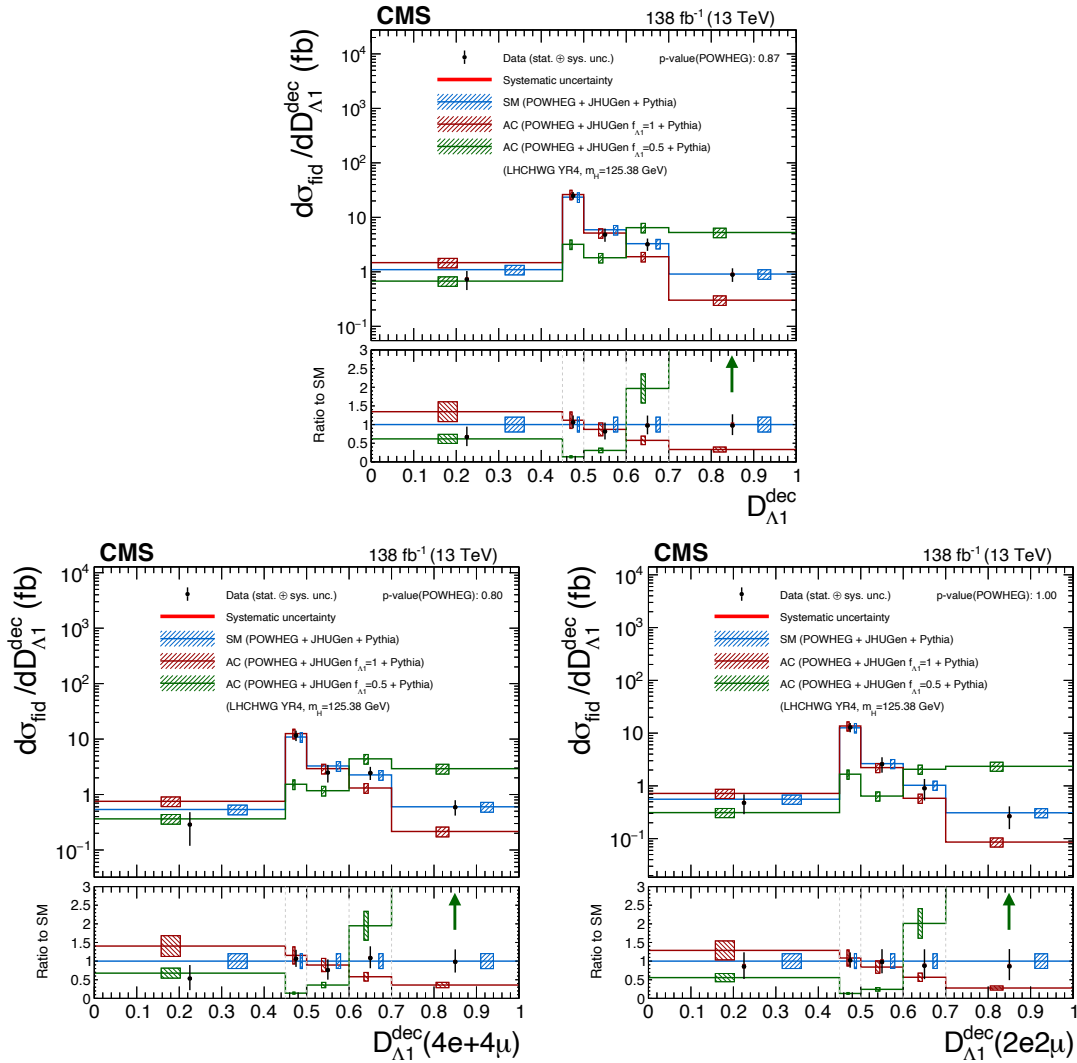 CMS 138 fb⁻¹ (13 TeV)
dσ_fid /dD_Λ1^dec (fb)
10⁴
10³
10²
10
1
10⁻¹
Data (stat. ⊕ sys. unc.) p-value(POWHEG): 0.87
Systematic uncertainty
SM (POWHEG + JHUGen + Pythia)
AC (POWHEG + JHUGen f_Λ1=1 + Pythia)
AC (POWHEG + JHUGen f_Λ1=0.5 + Pythia)
(LHCHWG YR4, m_H=125.38 GeV)
Ratio to SM
3
2.5
2
1.5
1
0.5
0
0 0.1 0.2 0.3 0.4 0.5 0.6 0.7 0.8 0.9 1
D_Λ1^dec
CMS 138 fb⁻¹ (13 TeV)
dσ_fid /dD_Λ1^dec (fb)
10⁴
10³
10²
10
1
10⁻¹
Data (stat. ⊕ sys. unc.) p-value(POWHEG): 0.80
Systematic uncertainty
SM (POWHEG + JHUGen + Pythia)
AC (POWHEG + JHUGen f_Λ1=1 + Pythia)
AC (POWHEG + JHUGen f_Λ1=0.5 + Pythia)
(LHCHWG YR4, m_H=125.38 GeV)
Ratio to SM
3
2.5
2
1.5
1
0.5
0
0 0.1 0.2 0.3 0.4 0.5 0.6 0.7 0.8 0.9 1
D_Λ1^dec(4e+4μ)
CMS 138 fb⁻¹ (13 TeV)
dσ_fid /dD_Λ1^dec (fb)
10⁴
10³
10²
10
1
10⁻¹
Data (stat. ⊕ sys. unc.) p-value(POWHEG): 1.00
Systematic uncertainty
SM (POWHEG + JHUGen + Pythia)
AC (POWHEG + JHUGen f_Λ1=1 + Pythia)
AC (POWHEG + JHUGen f_Λ1=0.5 + Pythia)
(LHCHWG YR4, m_H=125.38 GeV)
Ratio to SM
3
2.5
2
1.5
1
0.5
0
0 0.1 0.2 0.3 0.4 0.5 0.6 0.7 0.8 0.9 1
D_Λ1^dec(2e2μ)